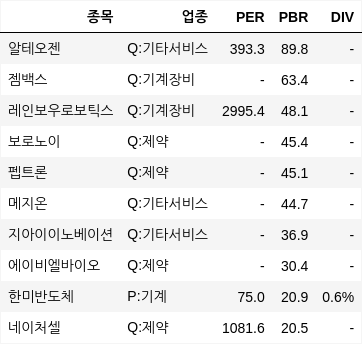 종목 업종 PER PBR DIV
알테오젠 Q:기타서비스 393.3 89.8 -
젬백스 Q:기계장비 - 63.4 -
레인보우로보틱스 Q:기계장비 2995.4 48.1 -
보로노이 Q:제약 - 45.4 -
펩트론 Q:제약 - 45.1 -
메지온 Q:기타서비스 - 44.7 -
지아이이노베이션 Q:기타서비스 - 36.9 -
에이비엘바이오 Q:제약 - 30.4 -
한미반도체 P:기계 75.0 20.9 0.6%
네이처셀 Q:제약 1081.6 20.5 -